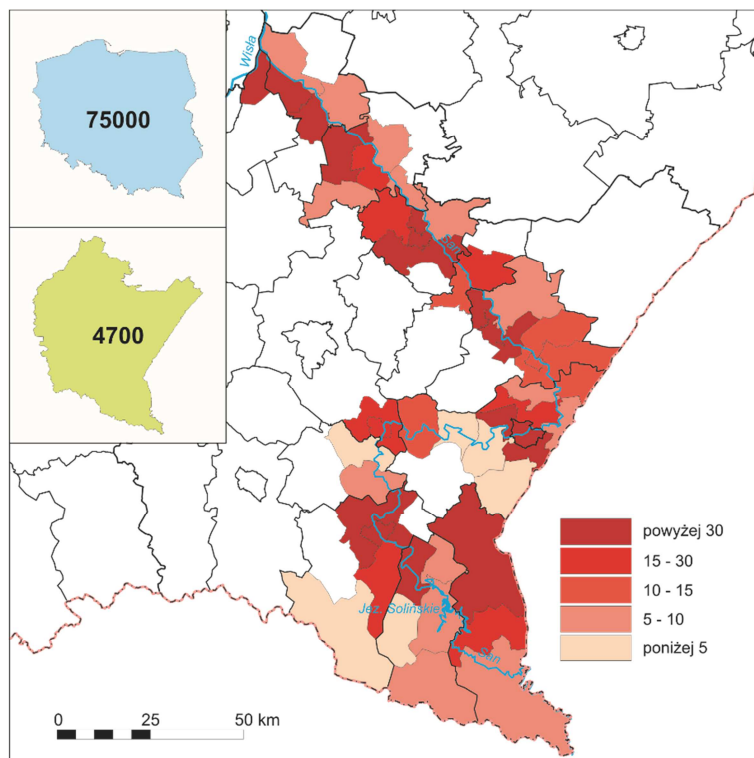 Wisła
75000
4700
San
Jez. Solińskie
San
powyżej 30
15 - 30
10 - 15
5 - 10
poniżej 5
0 25 50 km